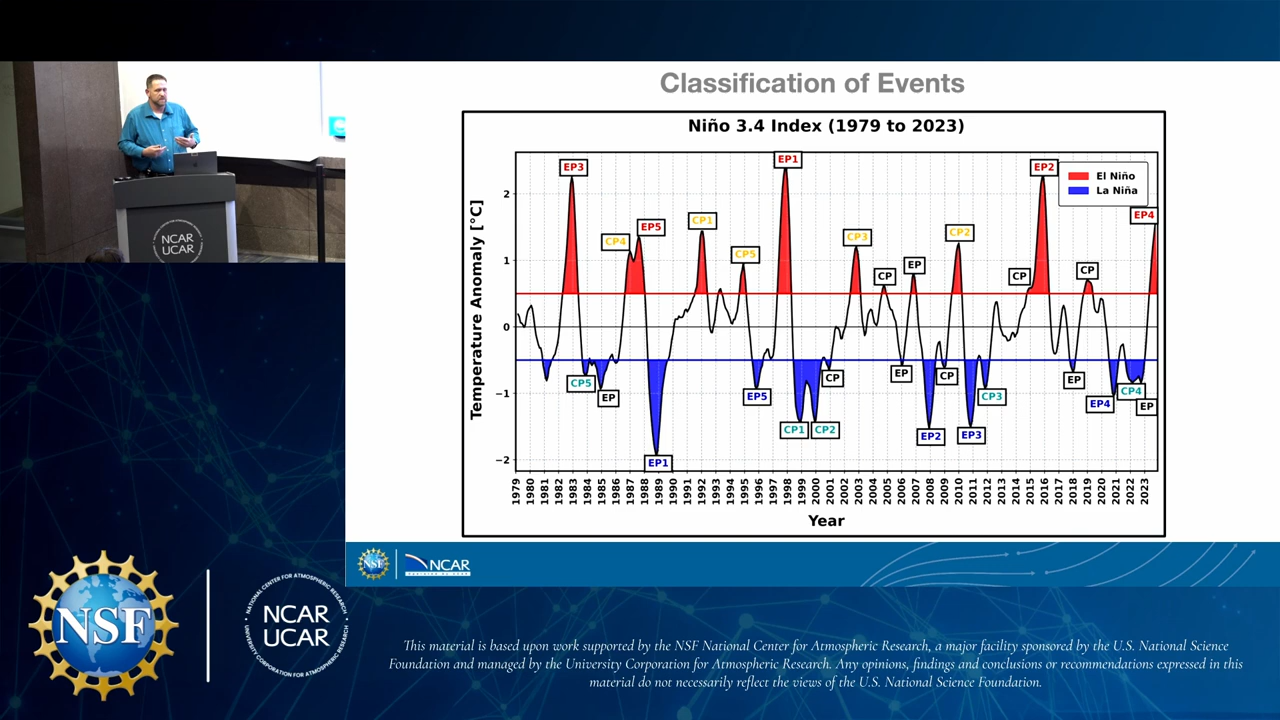 Classification of Events
Niño 3.4 Index (1979 to 2023)
Temperature Anomaly [°C]
2
1
0
−1
−2
EP3
CP4
EP5
CP1
CP5
EP1
CP3
CP
EP
CP2
CP
EP2
CP
EP4
El Niño
La Niña
CP5
EP
EP1
EP5
CP1
CP2
CP
EP
EP2
CP
EP3
CP3
EP
EP4
CP4
EP
1979 1980 1981 1982 1983 1984 1985 1986 1987 1988 1989 1990 1991 1992 1993 1994 1995 1996 1997 1998 1999 2000 2001 2002 2003 2004 2005 2006 2007 2008 2009 2010 2011 2012 2013 2014 2015 2016 2017 2018 2019 2020 2021 2022 2023
Year
NCAR
UCAR
NSF
NCAR
NSF
NATIONAL CENTER FOR ATMOSPHERIC RESEARCH
NCAR
UCAR
UNIVERSITY CORPORATION FOR ATMOSPHERIC RESEARCH
This material is based upon work supported by the NSF National Center for Atmospheric Research, a major facility sponsored by the U.S. National Science
Foundation and managed by the University Corporation for Atmospheric Research. Any opinions, findings and conclusions or recommendations expressed in this
material do not necessarily reflect the views of the U.S. National Science Foundation.